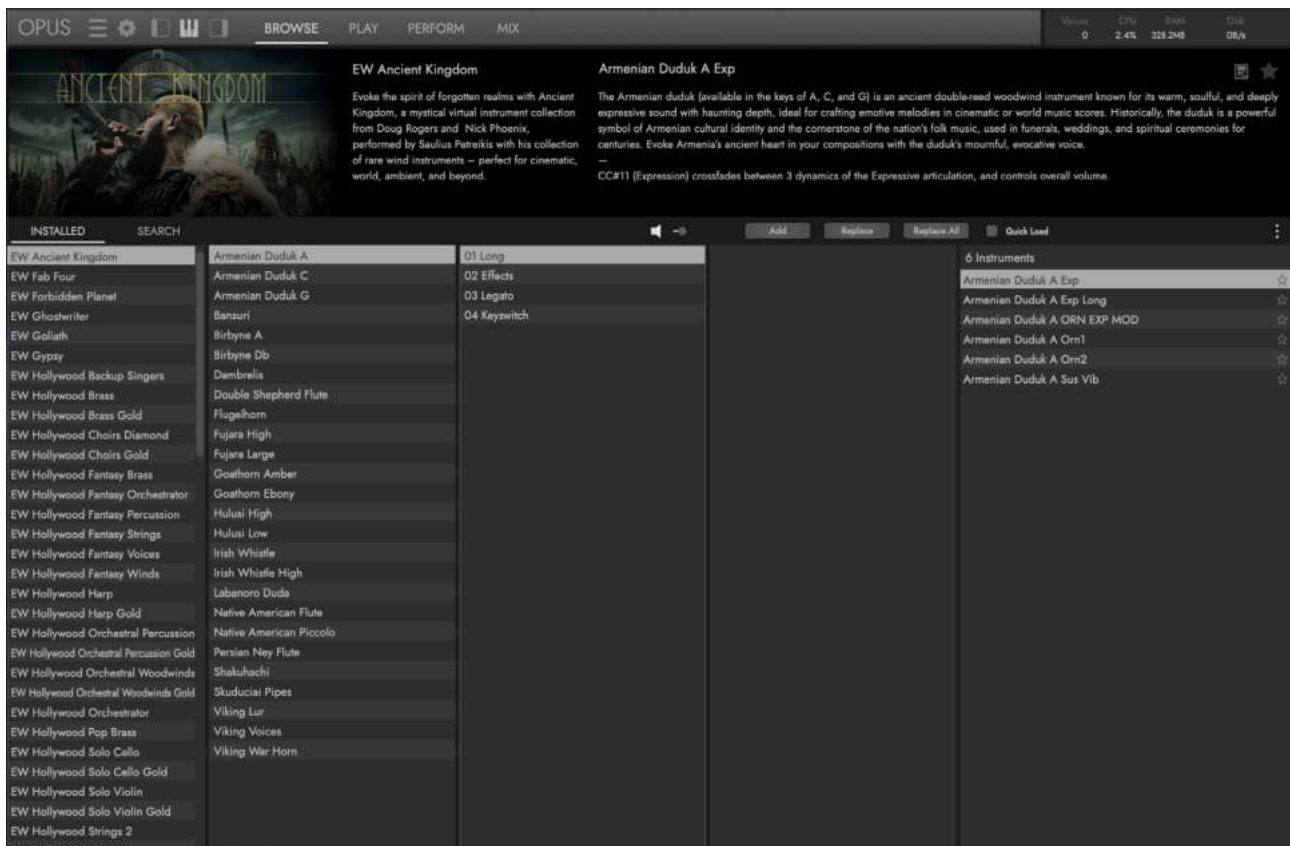 OPUS
BROWSE PLAY PERFORM MIX
Voices CPU RAM Disk
0 2.4% 328.2MB 0B/s
ANCIENT KINGDOM
EW Ancient Kingdom
Evoke the spirit of forgotten realms with Ancient
Kingdom, a mystical virtual instrument collection
from Doug Rogers and Nick Phoenix,
performed by Saulius Petreikis with his collection
of rare wind instruments – perfect for cinematic,
world, ambient, and beyond.
Armenian Duduk A Exp
The Armenian duduk (available in the keys of A, C, and G) is an ancient double-reed woodwind instrument known for its warm, soulful, and deeply
expressive sound with haunting depth, ideal for crafting emotive melodies in cinematic or world music scores. Historically, the duduk is a powerful
symbol of Armenian cultural identity and the cornerstone of the nation's folk music, used in funerals, weddings, and spiritual ceremonies for
centuries. Evoke Armenia's ancient heart in your compositions with the duduk's mournful, evocative voice.
—
CC#11 (Expression) crossfades between 3 dynamics of the Expressive articulation, and controls overall volume.
INSTALLED SEARCH
Add Replace Replace All Quick Load
EW Ancient Kingdom
EW Fab Four
EW Forbidden Planet
EW Ghostwriter
EW Goliath
EW Gypsy
EW Hollywood Backup Singers
EW Hollywood Brass
EW Hollywood Brass Gold
EW Hollywood Choirs Diamond
EW Hollywood Choirs Gold
EW Hollywood Fantasy Brass
EW Hollywood Fantasy Orchestrator
EW Hollywood Fantasy Percussion
EW Hollywood Fantasy Strings
EW Hollywood Fantasy Voices
EW Hollywood Fantasy Winds
EW Hollywood Harp
EW Hollywood Harp Gold
EW Hollywood Orchestral Percussion
EW Hollywood Orchestral Percussion Gold
EW Hollywood Orchestral Woodwinds
EW Hollywood Orchestral Woodwinds Gold
EW Hollywood Orchestrator
EW Hollywood Pop Brass
EW Hollywood Solo Cello
EW Hollywood Solo Cello Gold
EW Hollywood Solo Violin
EW Hollywood Solo Violin Gold
EW Hollywood Strings 2
Armenian Duduk A
Armenian Duduk C
Armenian Duduk G
Bansuri
Birbyne A
Birbyne Db
Dambrelis
Double Shepherd Flute
Flugelhorn
Fujara High
Fujara Large
Goathorn Amber
Goathorn Ebony
Hulusi High
Hulusi Low
Irish Whistle
Irish Whistle High
Labanoro Duda
Native American Flute
Native American Piccolo
Persian Ney Flute
Shakuhachi
Skuduciai Pipes
Viking Lur
Viking Voices
Viking War Horn
01 Long
02 Effects
03 Legato
04 Keyswitch
6 Instruments
Armenian Duduk A Exp
Armenian Duduk A Exp Long
Armenian Duduk A ORN EXP MOD
Armenian Duduk A Orn1
Armenian Duduk A Orn2
Armenian Duduk A Sus Vib